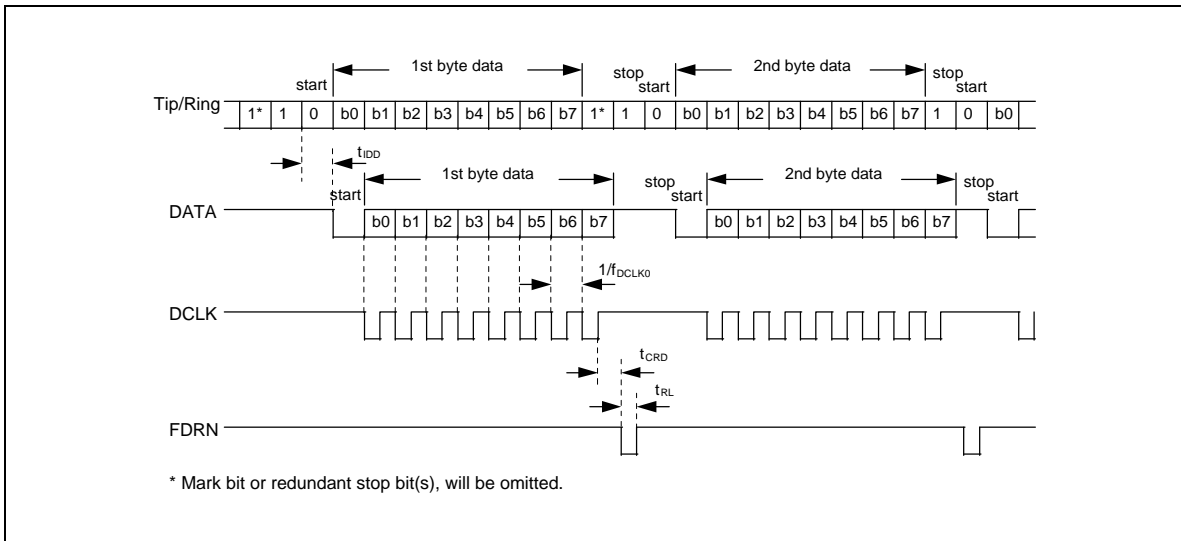 start 1st byte data stop start 2nd byte data stop start
Tip/Ring 1* 1 0 b0 b1 b2 b3 b4 b5 b6 b7 1* 1 0 b0 b1 b2 b3 b4 b5 b6 b7 1 0 b0
tIDD
start 1st byte data stop start 2nd byte data stop start
DATA b0 b1 b2 b3 b4 b5 b6 b7 b0 b1 b2 b3 b4 b5 b6 b7
1/fDCLK0
DCLK
tCRD
tRL
FDRN
* Mark bit or redundant stop bit(s), will be omitted.